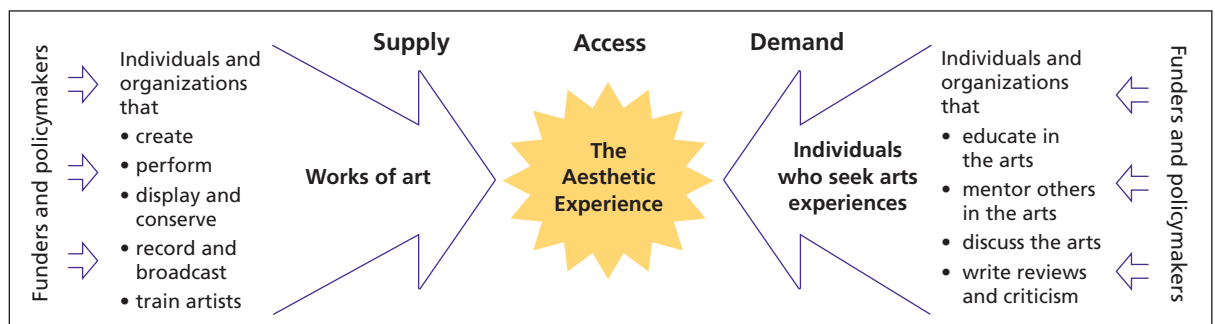 Supply
Access
Demand
Funders and policymakers
Individuals and
organizations
that
• create
• perform
• display and
conserve
• record and
broadcast
• train artists
Works of art
The
Aesthetic
Experience
Individuals
who seek arts
experiences
Individuals and
organizations
that
• educate in
the arts
• mentor others
in the arts
• discuss the arts
• write reviews
and criticism
Funders and policymakers